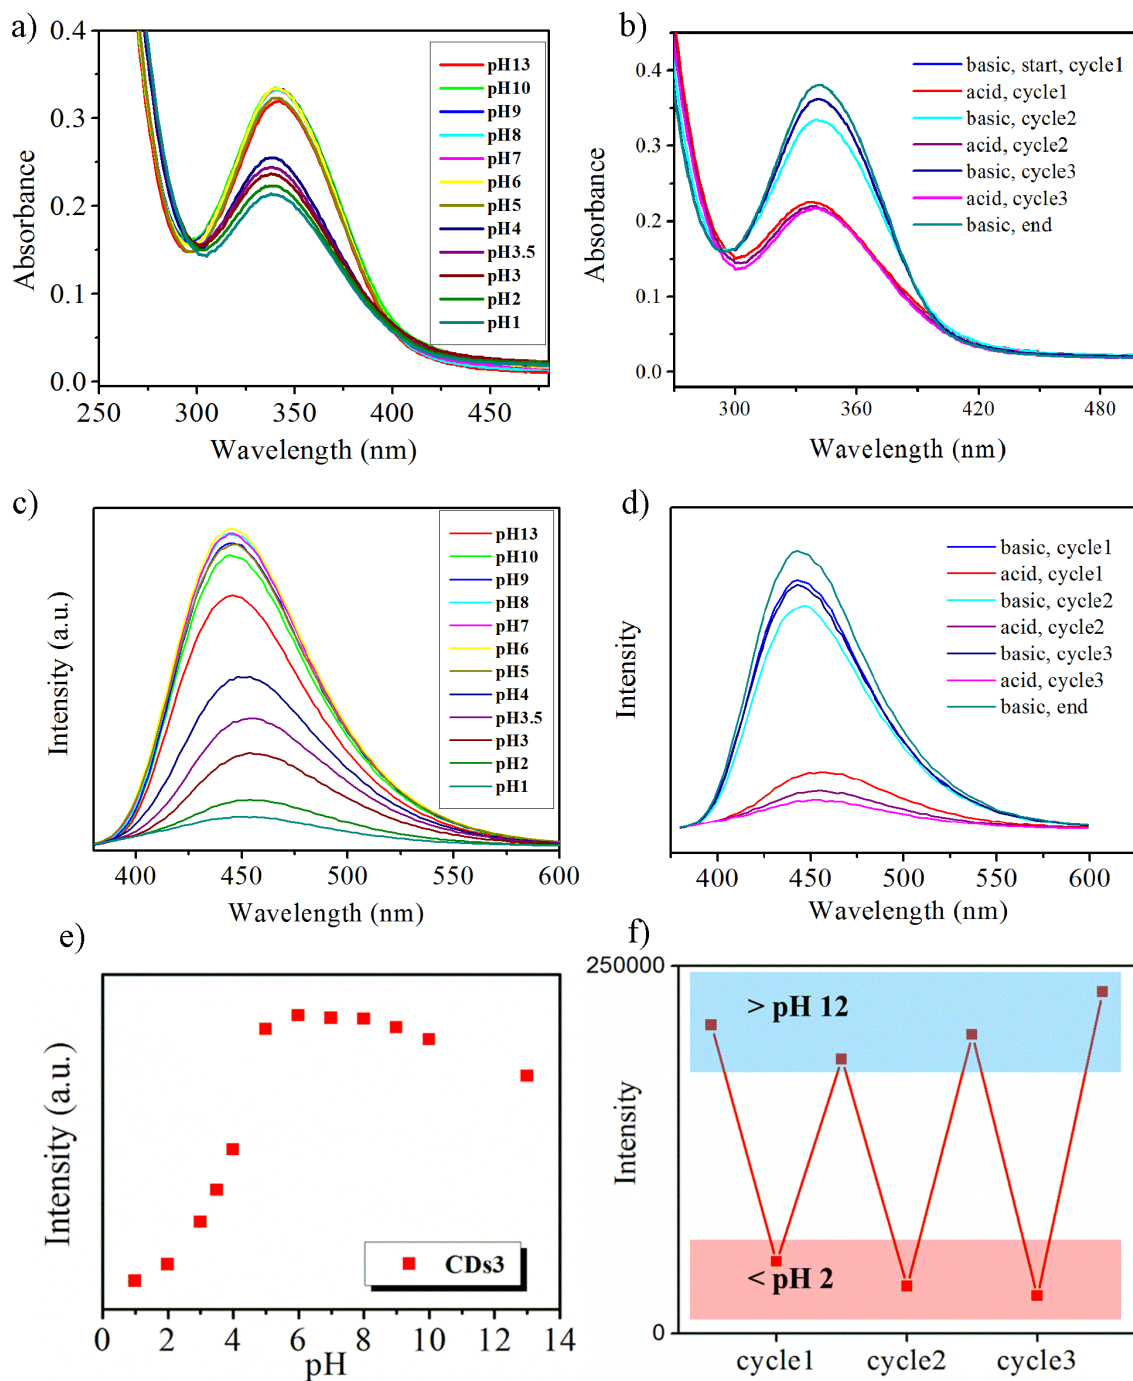 a)
0.4
0.3
0.2
0.1
0.0
Absorbance
250 300 350 400 450
Wavelength (nm)
pH13
pH10
pH9
pH8
pH7
pH6
pH5
pH4
pH3.5
pH3
pH2
pH1
b)
0.4
0.3
0.2
0.1
0.0
Absorbance
300 360 420 480
Wavelength (nm)
basic, start, cycle1
acid, cycle1
basic, cycle2
acid, cycle2
basic, cycle3
acid, cycle3
basic, end
c)
Intensity (a.u.)
400 450 500 550 600
Wavelength (nm)
pH13
pH10
pH9
pH8
pH7
pH6
pH5
pH4
pH3.5
pH3
pH2
pH1
d)
Intensity
400 450 500 550 600
Wavelength (nm)
basic, cycle1
acid, cycle1
basic, cycle2
acid, cycle2
basic, cycle3
acid, cycle3
basic, end
e)
Intensity (a.u.)
CDs3
0 2 4 6 8 10 12 14
pH
f)
250000
0
Intensity
> pH 12
< pH 2
cycle1 cycle2 cycle3